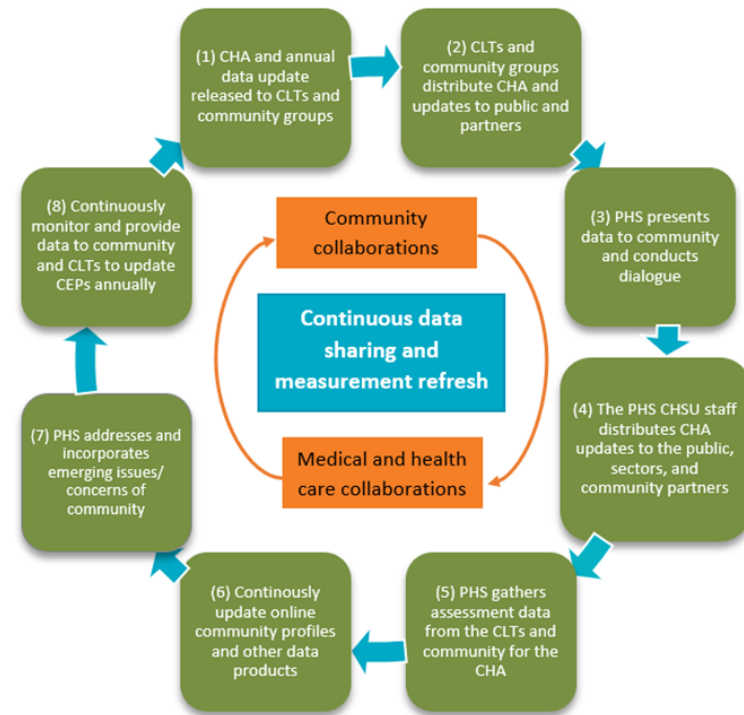 (1) CHA and annual
data update
released to CLTs and
community groups
(2) CLTs and
community groups
distribute CHA and
updates to public and
partners
(3) PHS presents
data to community
and conducts
dialogue
(4) The PHS CHSU staff
distributes CHA
updates to the public,
sectors, and
community partners
(5) PHS gathers
assessment data
from the CLTs and
community for the
CHA
(6) Continously
update online
community profiles
and other data
products
(7) PHS addresses and
incorporates
emerging issues/
concerns of
community
(8) Continuously
monitor and provide
data to community
and CLTs to update
CEPs annually
Community
collaborations
Continuous data
sharing and
measurement refresh
Medical and health
care collaborations